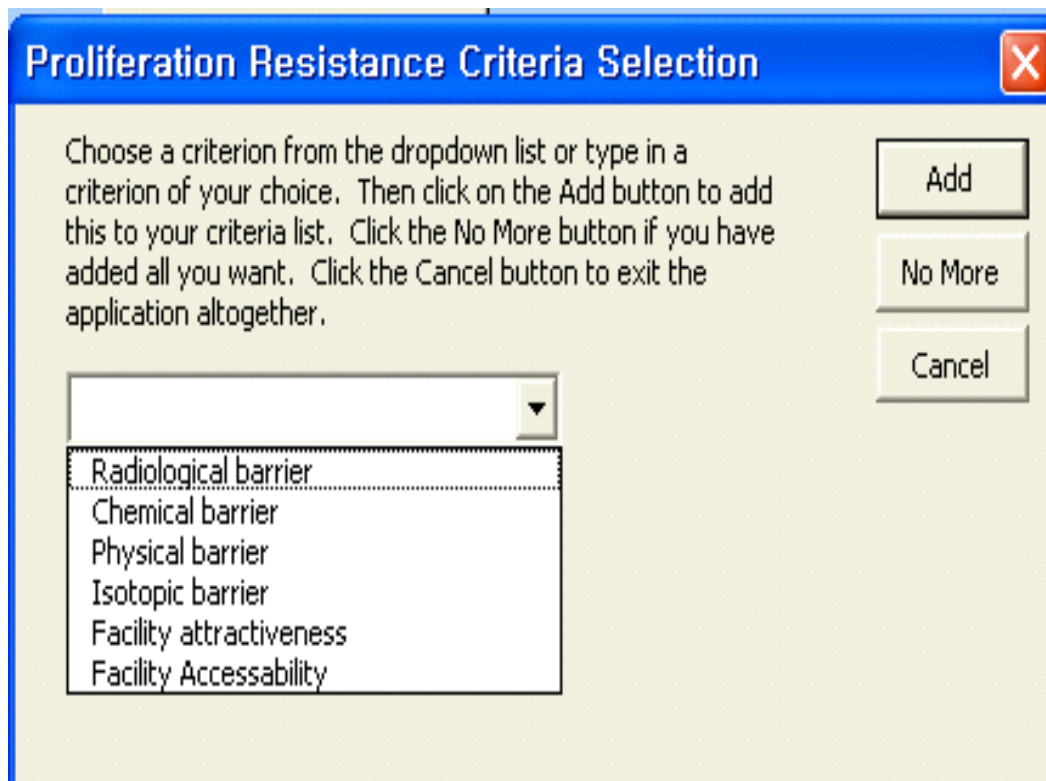 Proliferation Resistance Criteria Selection
Choose a criterion from the dropdown list or type in a
criterion of your choice. Then click on the Add button to add
this to your criteria list. Click the No More button if you have
added all you want. Click the Cancel button to exit the
application altogether.
Add
No More
Cancel
Radiological barrier
Chemical barrier
Physical barrier
Isotopic barrier
Facility attractiveness
Facility Accessability